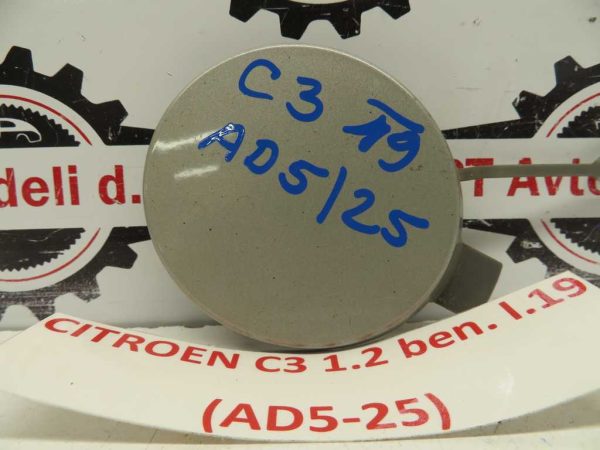 C3 19
AD5/25
deli d.
T Avto
CITROEN C3 1.2 ben. l.19
(AD5-25)